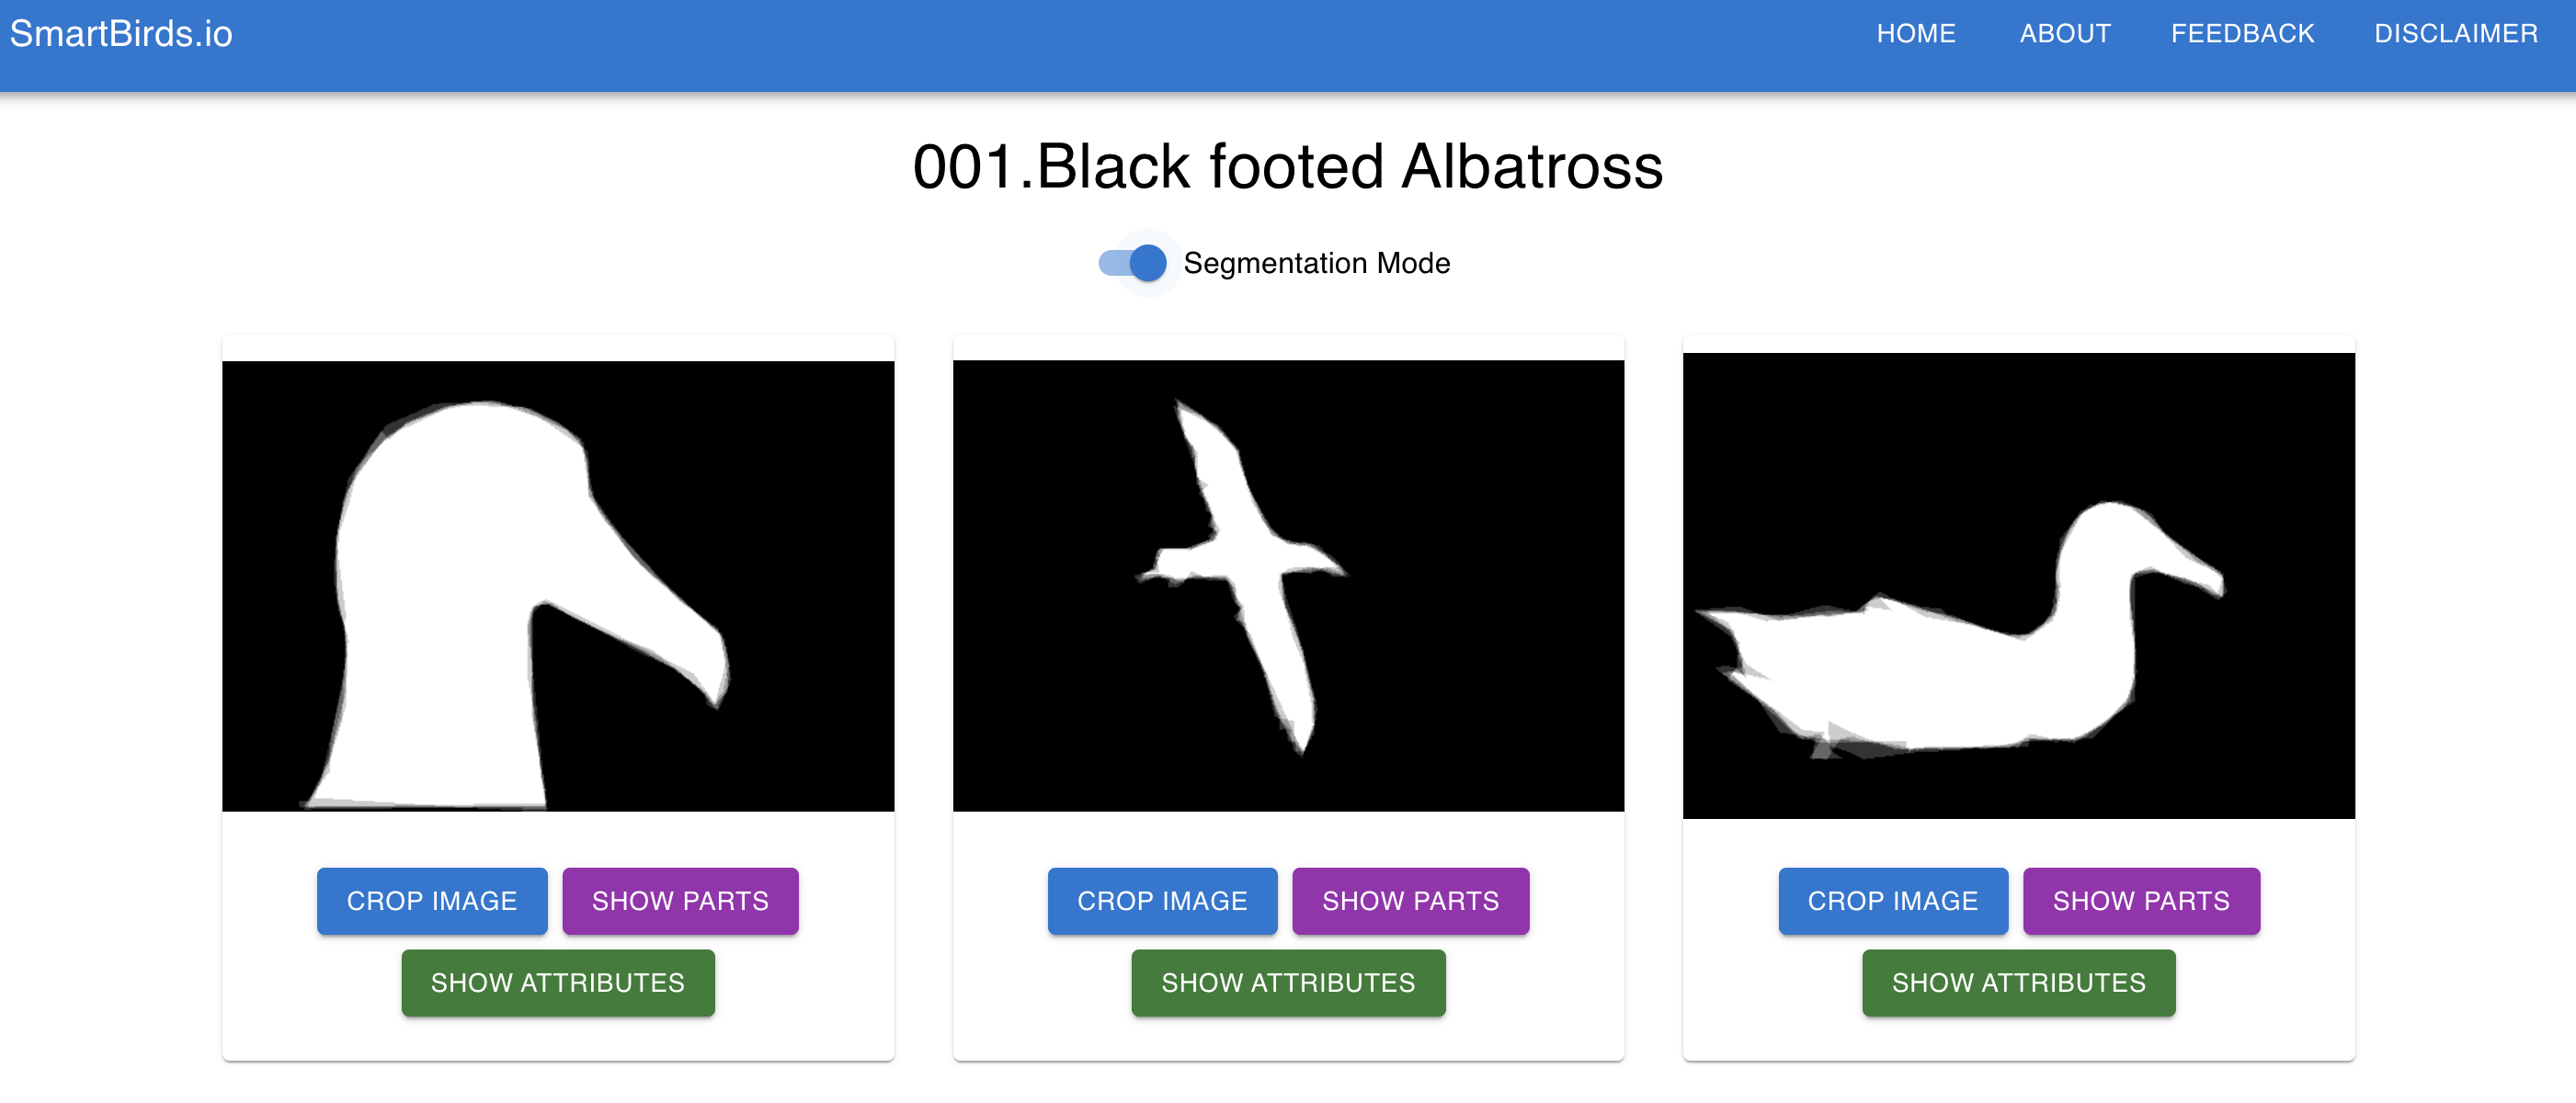 SmartBirds.io HOME ABOUT FEEDBACK DISCLAIMER
001.Black footed Albatross
Segmentation Mode
CROP IMAGE SHOW PARTS CROP IMAGE SHOW PARTS CROP IMAGE SHOW PARTS
SHOW ATTRIBUTES SHOW ATTRIBUTES SHOW ATTRIBUTES